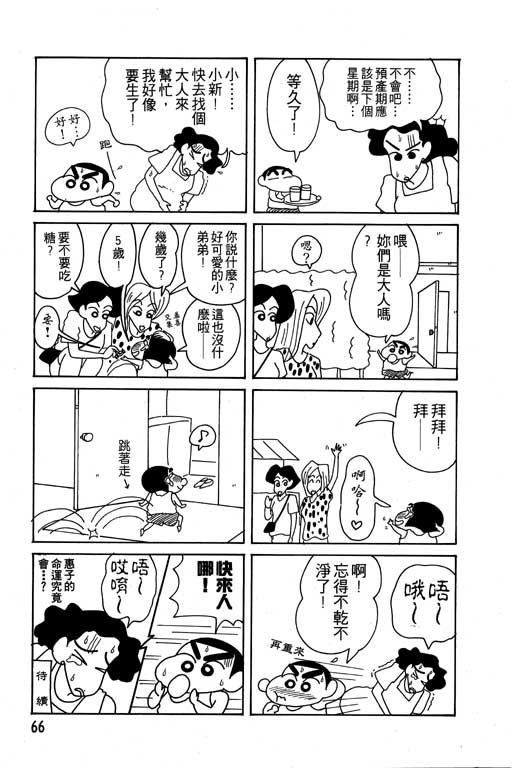 不……
不會吧…
預產期應
該是下個
星期啊…
等久了！
小……
小新！
快去找個
大人來
幫忙，
我好像
要生了！
跑
好…
好！
喂
妳們是大人嗎
？
嗯？
你說什麼？
好可愛的小
弟弟！
這也沒什
麼啦——
幾歲了？
5歲！
要不要吃
糖？
要！
拜拜！
拜——
啊哈～♡
跳著走→
唔～
哦～
啊！
忘得不乾不
淨了！
再重來
快來人
哪！
唔～
哎唷～
惠子的
命運究竟
會…？
待續
66